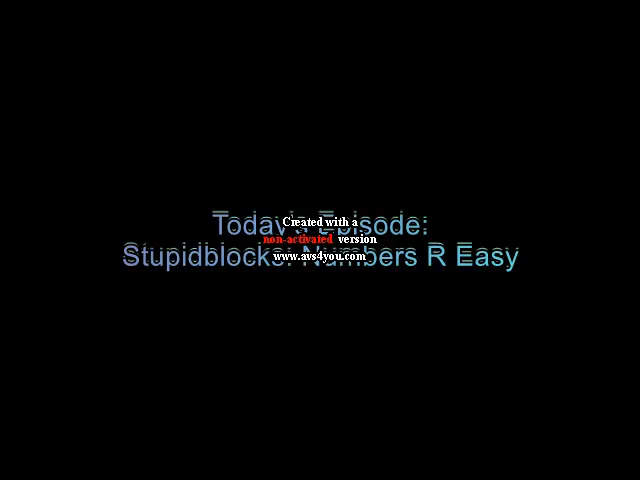 Today's Episode:
Stupidblocks: Numbers R Easy
Created with a
non-activated version
www.avs4you.com